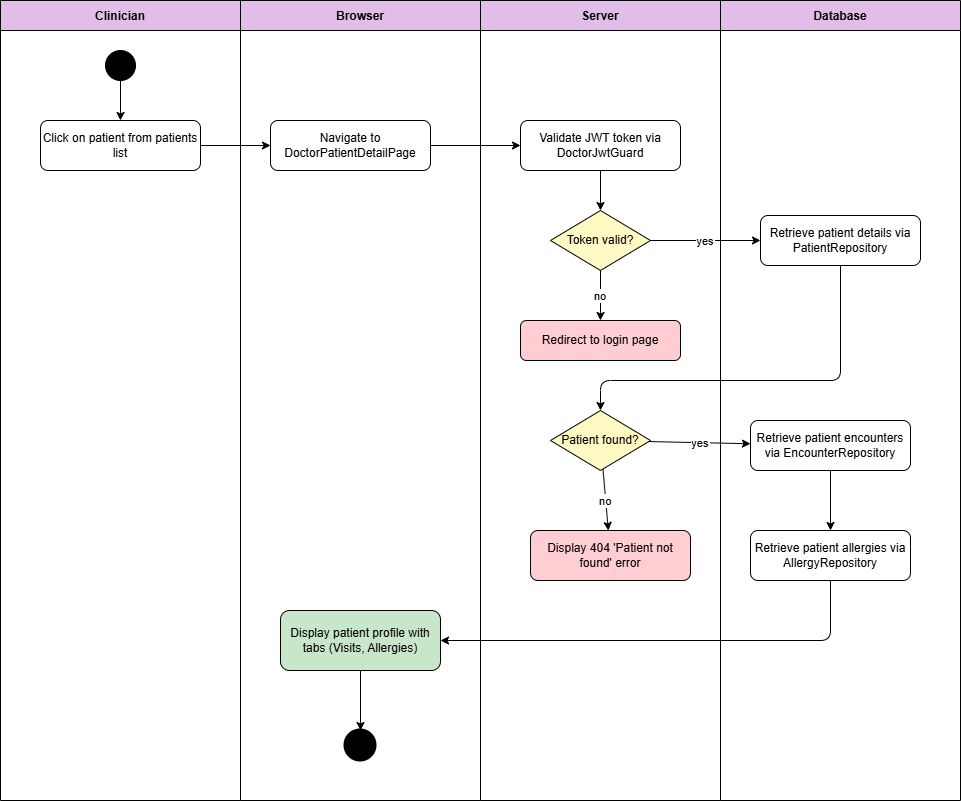 Clinician
Browser
Server
Database
Click on patient from patients
list
Navigate to
DoctorPatientDetailPage
Validate JWT token via
DoctorJwtGuard
Token valid?
yes
Retrieve patient details via
PatientRepository
no
Redirect to login page
Patient found?
yes
Retrieve patient encounters
via EncounterRepository
no
Display 404 'Patient not
found' error
Retrieve patient allergies via
AllergyRepository
Display patient profile with
tabs (Visits, Allergies)